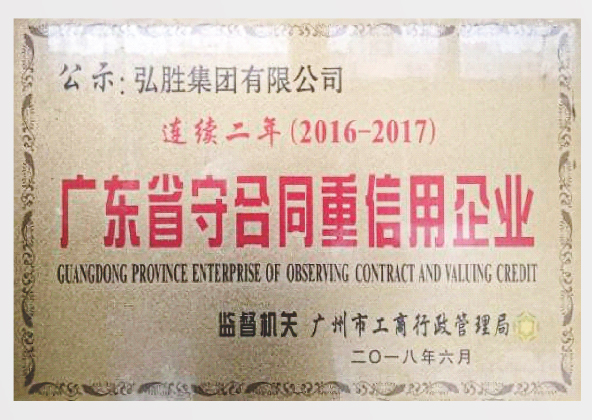 公示：弘胜集团有限公司
连续二年(2016-2017)
广东省守合同重信用企业
GUANGDONG PROVINCE ENTERPRISE OF OBSERVING CONTRACT AND VALUING CREDIT
监督机关 广州市工商行政管理局
二〇一八年六月